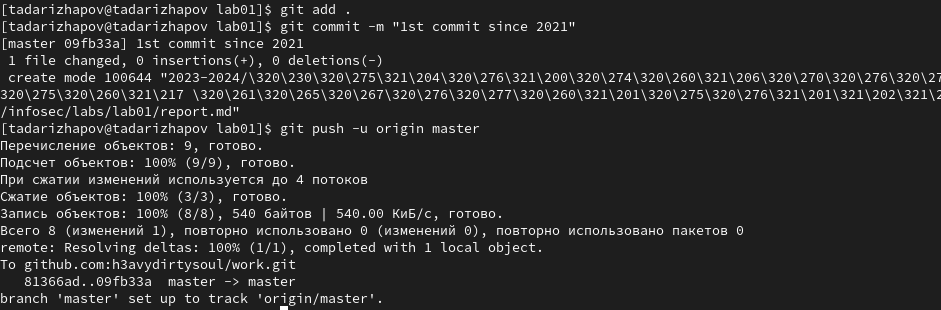 [tadarizhapov@tadarizhapov lab01]$ git add .
[tadarizhapov@tadarizhapov lab01]$ git commit -m "1st commit since 2021"
[master 09fb33a] 1st commit since 2021
 1 file changed, 0 insertions(+), 0 deletions(-)
 create mode 100644 "2023-2024/\320\230\320\275\321\204\320\276\321\200\320\274\320\260\321\206\320\270\320\276\320\27
320\275\320\260\321\217 \320\261\320\265\320\267\320\276\320\277\320\260\321\201\320\275\320\276\321\201\321\202\321\2
/infosec/labs/lab01/report.md"
[tadarizhapov@tadarizhapov lab01]$ git push -u origin master
Перечисление объектов: 9, готово.
Подсчет объектов: 100% (9/9), готово.
При сжатии изменений используется до 4 потоков
Сжатие объектов: 100% (3/3), готово.
Запись объектов: 100% (8/8), 540 байтов | 540.00 КиБ/с, готово.
Всего 8 (изменений 1), повторно использовано 0 (изменений 0), повторно использовано пакетов 0
remote: Resolving deltas: 100% (1/1), completed with 1 local object.
To github.com:h3avydirtysoul/work.git
   81366ad..09fb33a  master -> master
branch 'master' set up to track 'origin/master'.